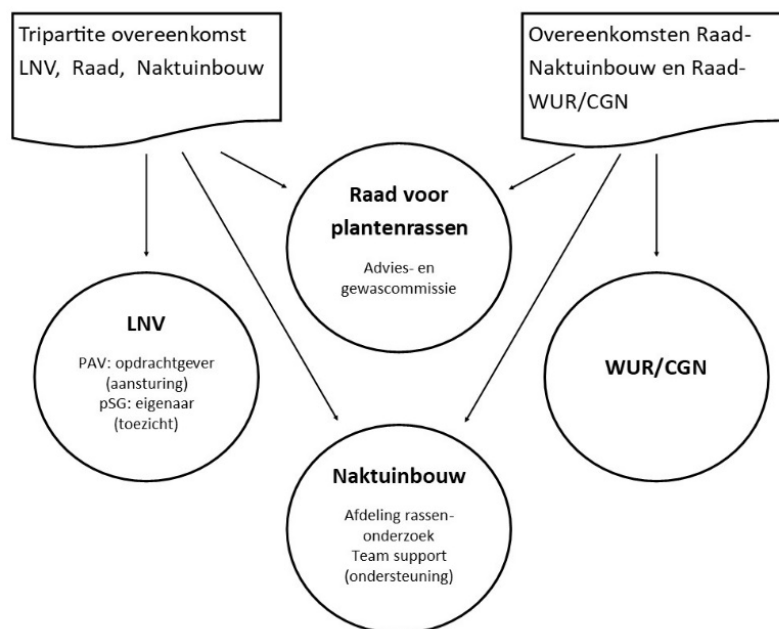 Tripartite overeenkomst
LNV, Raad, Naktuinbouw
Overeenkomsten Raad-
Naktuinbouw en Raad-
WUR/CGN
Raad voor
plantenrassen
Advies- en
gewascommissie
LNV
PAV: opdrachtgever
(aansturing)
pSG: eigenaar
(toezicht)
WUR/CGN
Naktuinbouw
Afdeling rassen-
onderzoek
Team support
(ondersteuning)